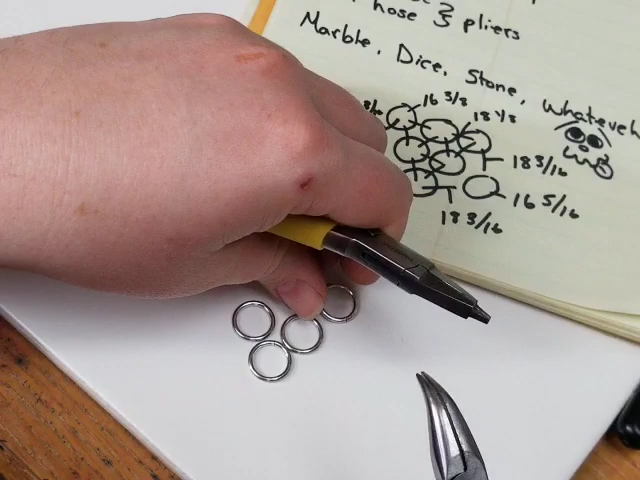 hose & pliers
Marble, Dice, Stone, Whatever
16 3/8
18 1/8
18 3/16
16 5/16
18 3/16